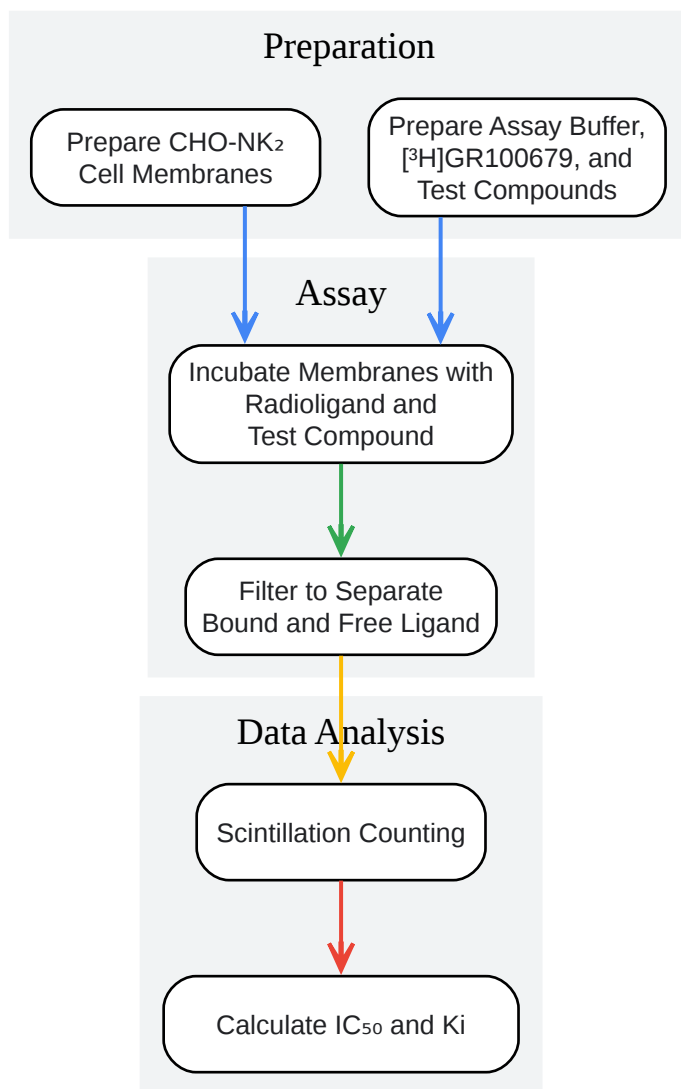 Preparation
Prepare CHO-NK₂
Cell Membranes
Prepare Assay Buffer,
[³H]GR100679, and
Test Compounds
Assay
Incubate Membranes with
Radioligand and
Test Compound
Filter to Separate
Bound and Free Ligand
Data Analysis
Scintillation Counting
Calculate IC₅₀ and Ki